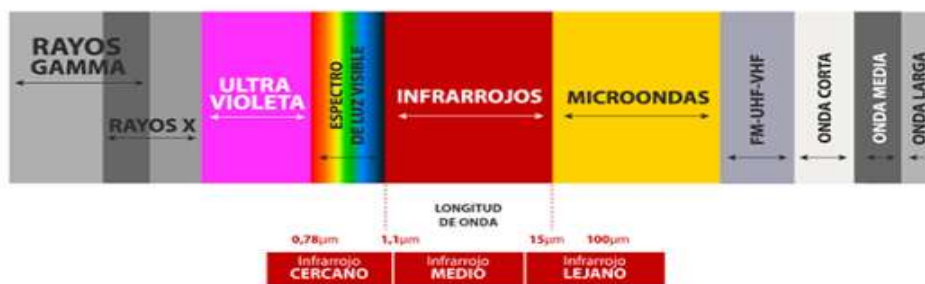 RAYOS
GAMMA
RAYOS X
ULTRA
VIOLETA
ESPECTRO
DE LUZ VISIBLE
INFRARROJOS
MICROONDAS
FM-UHF-VHF
ONDA CORTA
ONDA MEDIA
ONDA LARGA
LONGITUD
DE ONDA
0,78µm 1,1µm 15µm 100µm
Infrarrojo Infrarrojo Infrarrojo
CERCANO MEDIO LEJANO